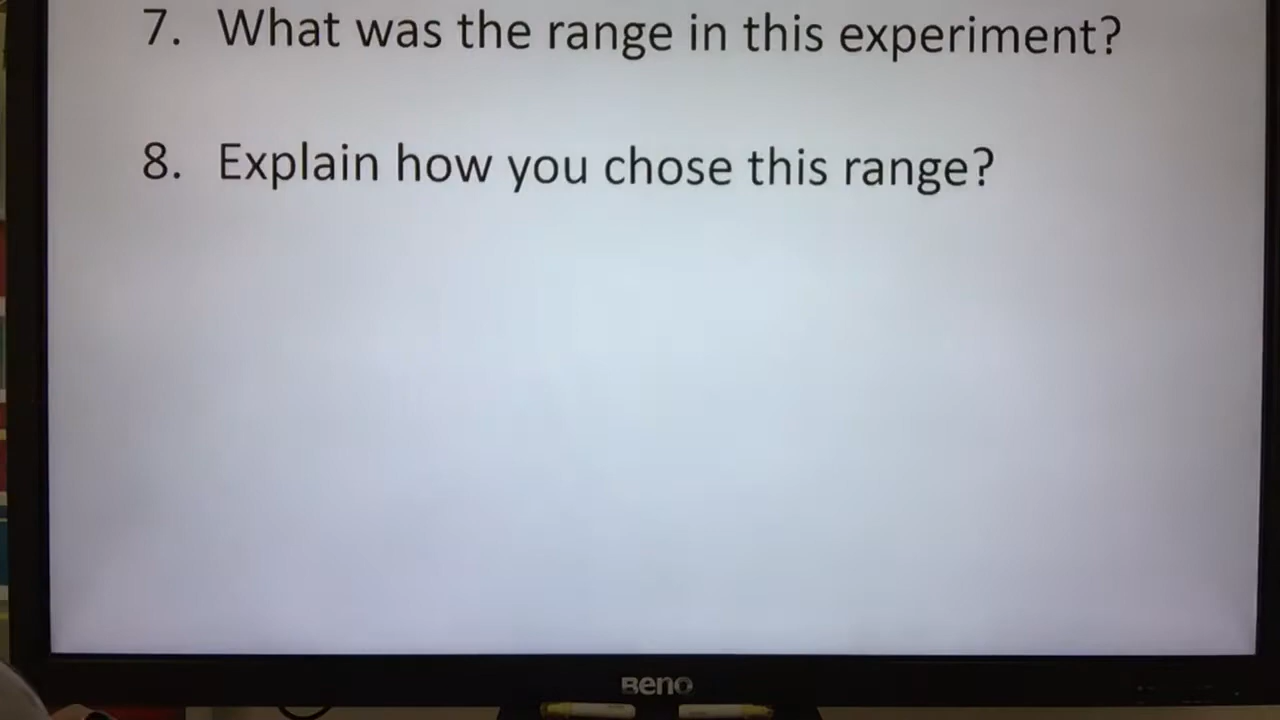 7. What was the range in this experiment?
8. Explain how you chose this range?
BenQ